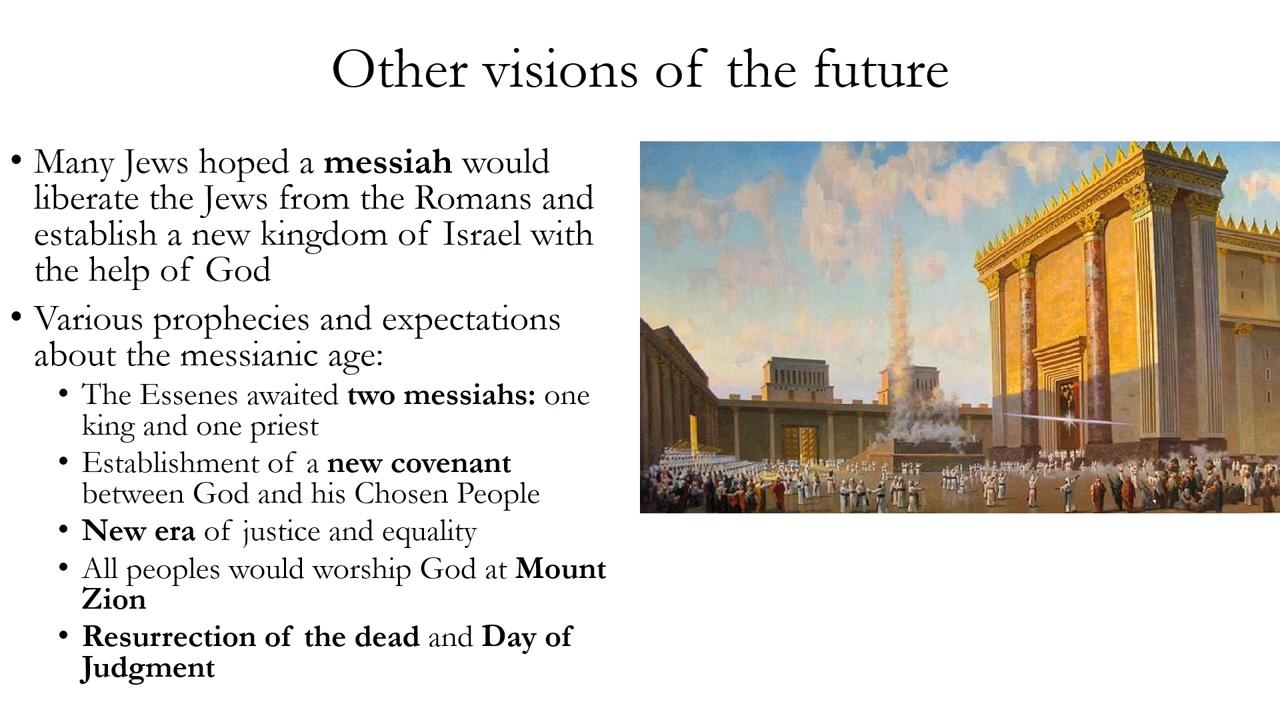 Other visions of the future
• Many Jews hoped a messiah would
liberate the Jews from the Romans and
establish a new kingdom of Israel with
the help of God
• Various prophecies and expectations
about the messianic age:
• The Essenes awaited two messiahs: one
king and one priest
• Establishment of a new covenant
between God and his Chosen People
• New era of justice and equality
• All peoples would worship God at Mount
Zion
• Resurrection of the dead and Day of
Judgment